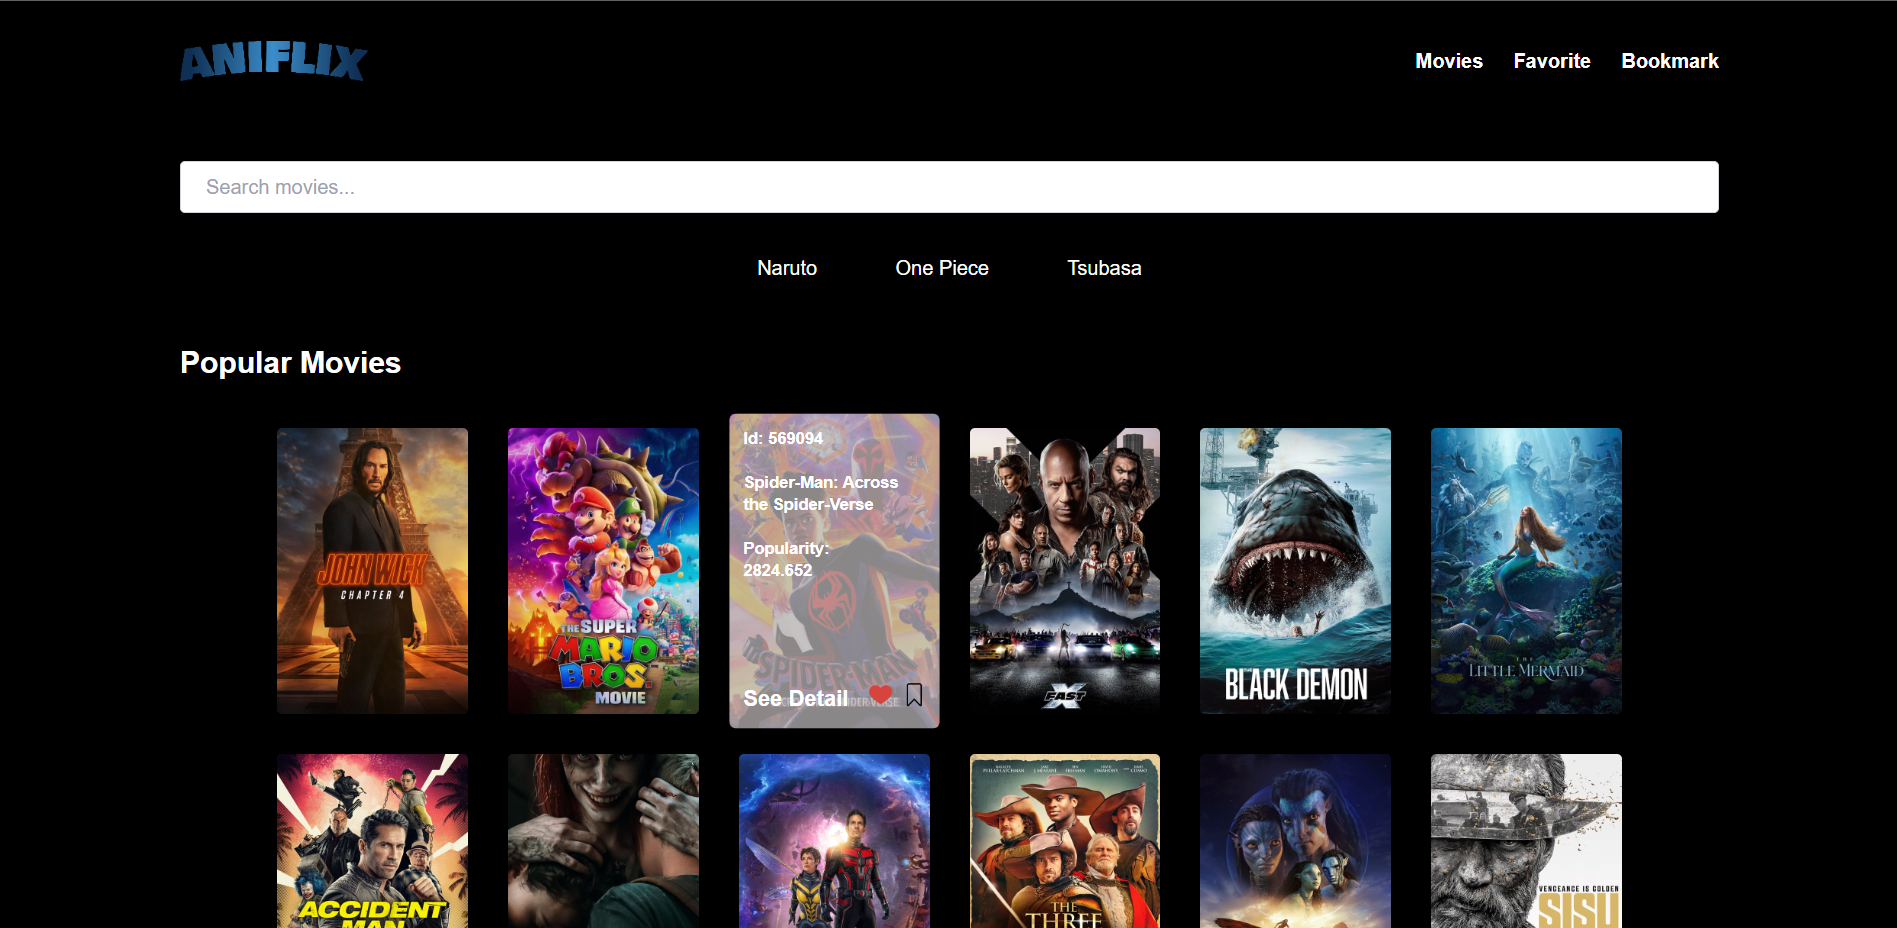 ANIFLIX
Movies Favorite Bookmark
Search movies...
Naruto One Piece Tsubasa
Popular Movies
Id: 569094
Spider-Man: Across
the Spider-Verse
Popularity:
2824.652
See Detail
JOHN WICK
CHAPTER 4
THE SUPER
MARIO
BROS.
MOVIE
SPIDER-MAN
FAST X
BLACK DEMON
THE
LITTLE MERMAID
ACCIDENT
MAN
THE
THREE
VENGEANCE IS GOLDEN
SISU